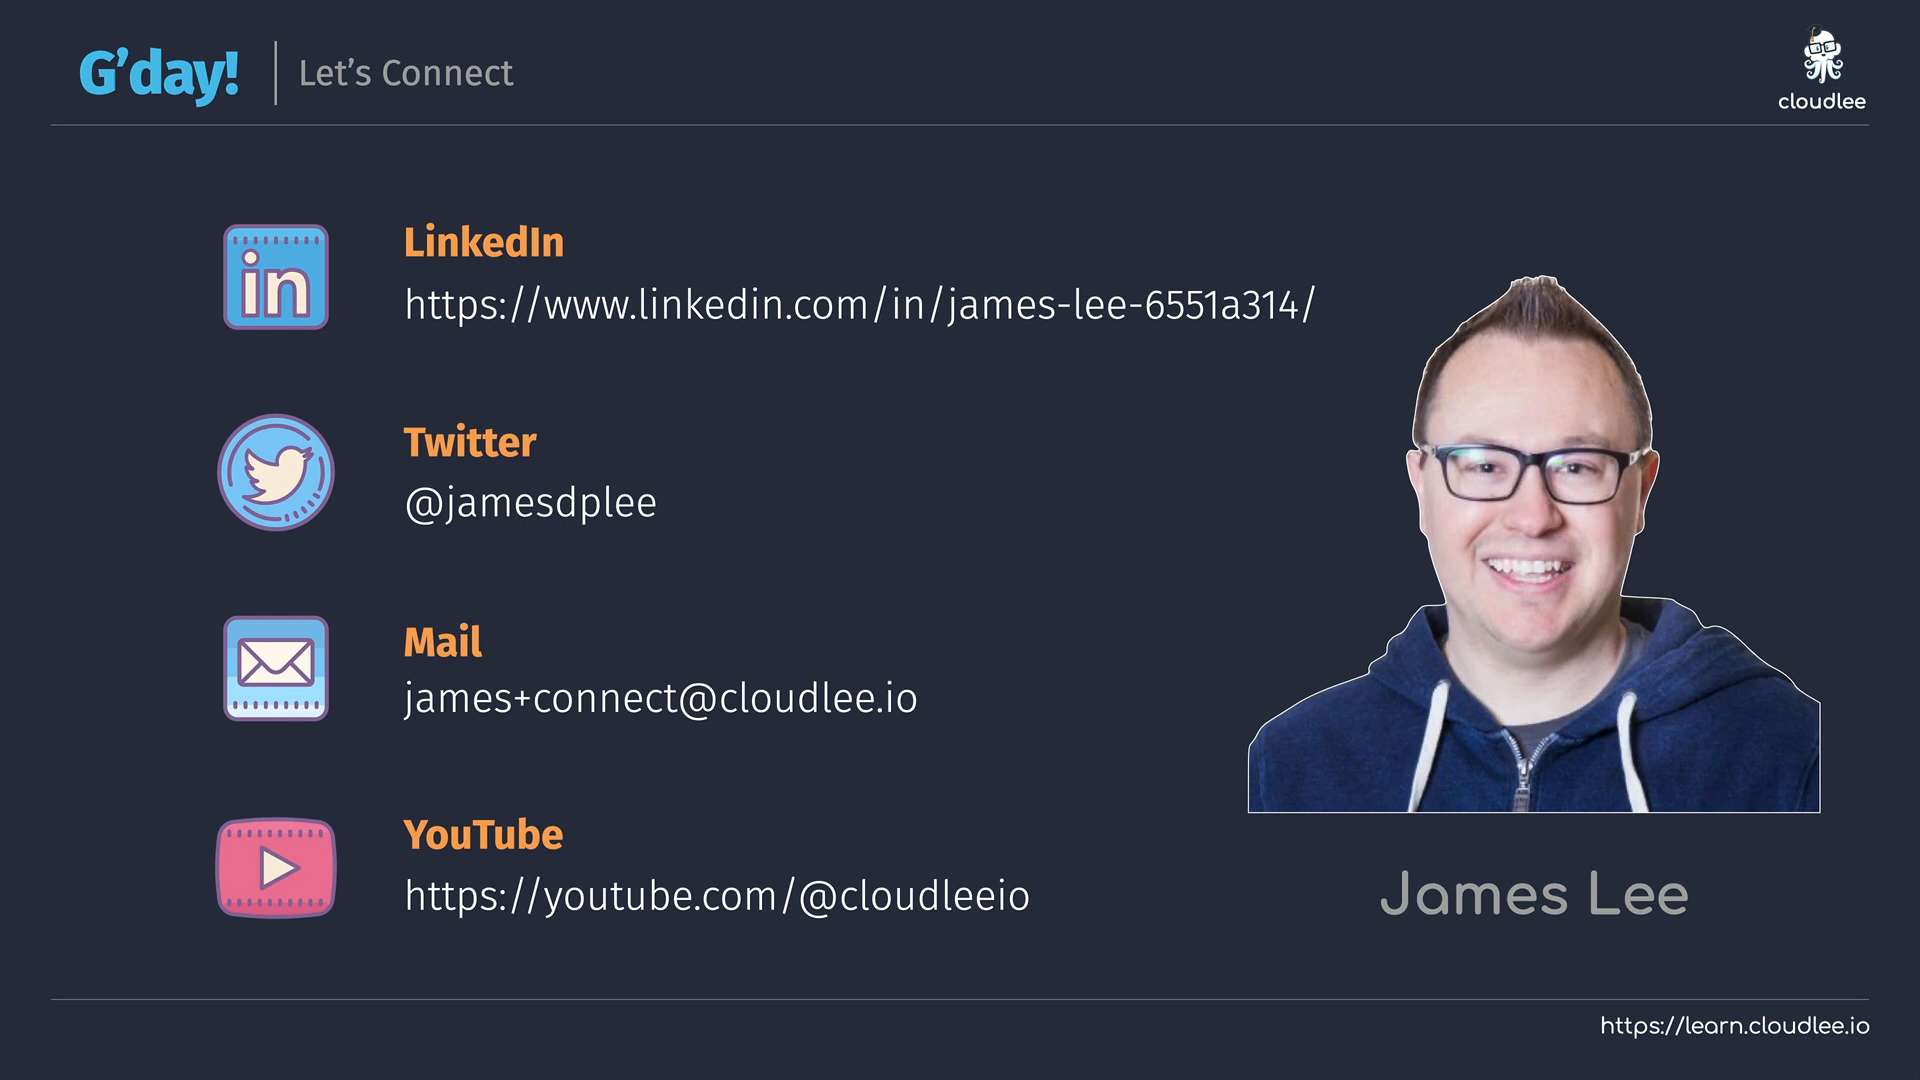 G’day!
Let’s Connect
cloudlee
LinkedIn
in
https://www.linkedin.com/in/james-lee-6551a314/
Twitter
@jamesdplee
Mail
james+connect@cloudlee.io
YouTube
https://youtube.com/@cloudleeio
James Lee
https://learn.cloudlee.io